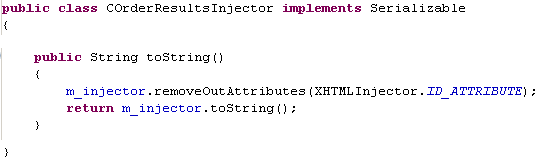 public class COrderResultsInjector implements Serializable
{
public String toString()
{
m_injector.removeOutAttributes(XHTMLInjector.ID_ATTRIBUTE);
return m_injector.toString();
}
}